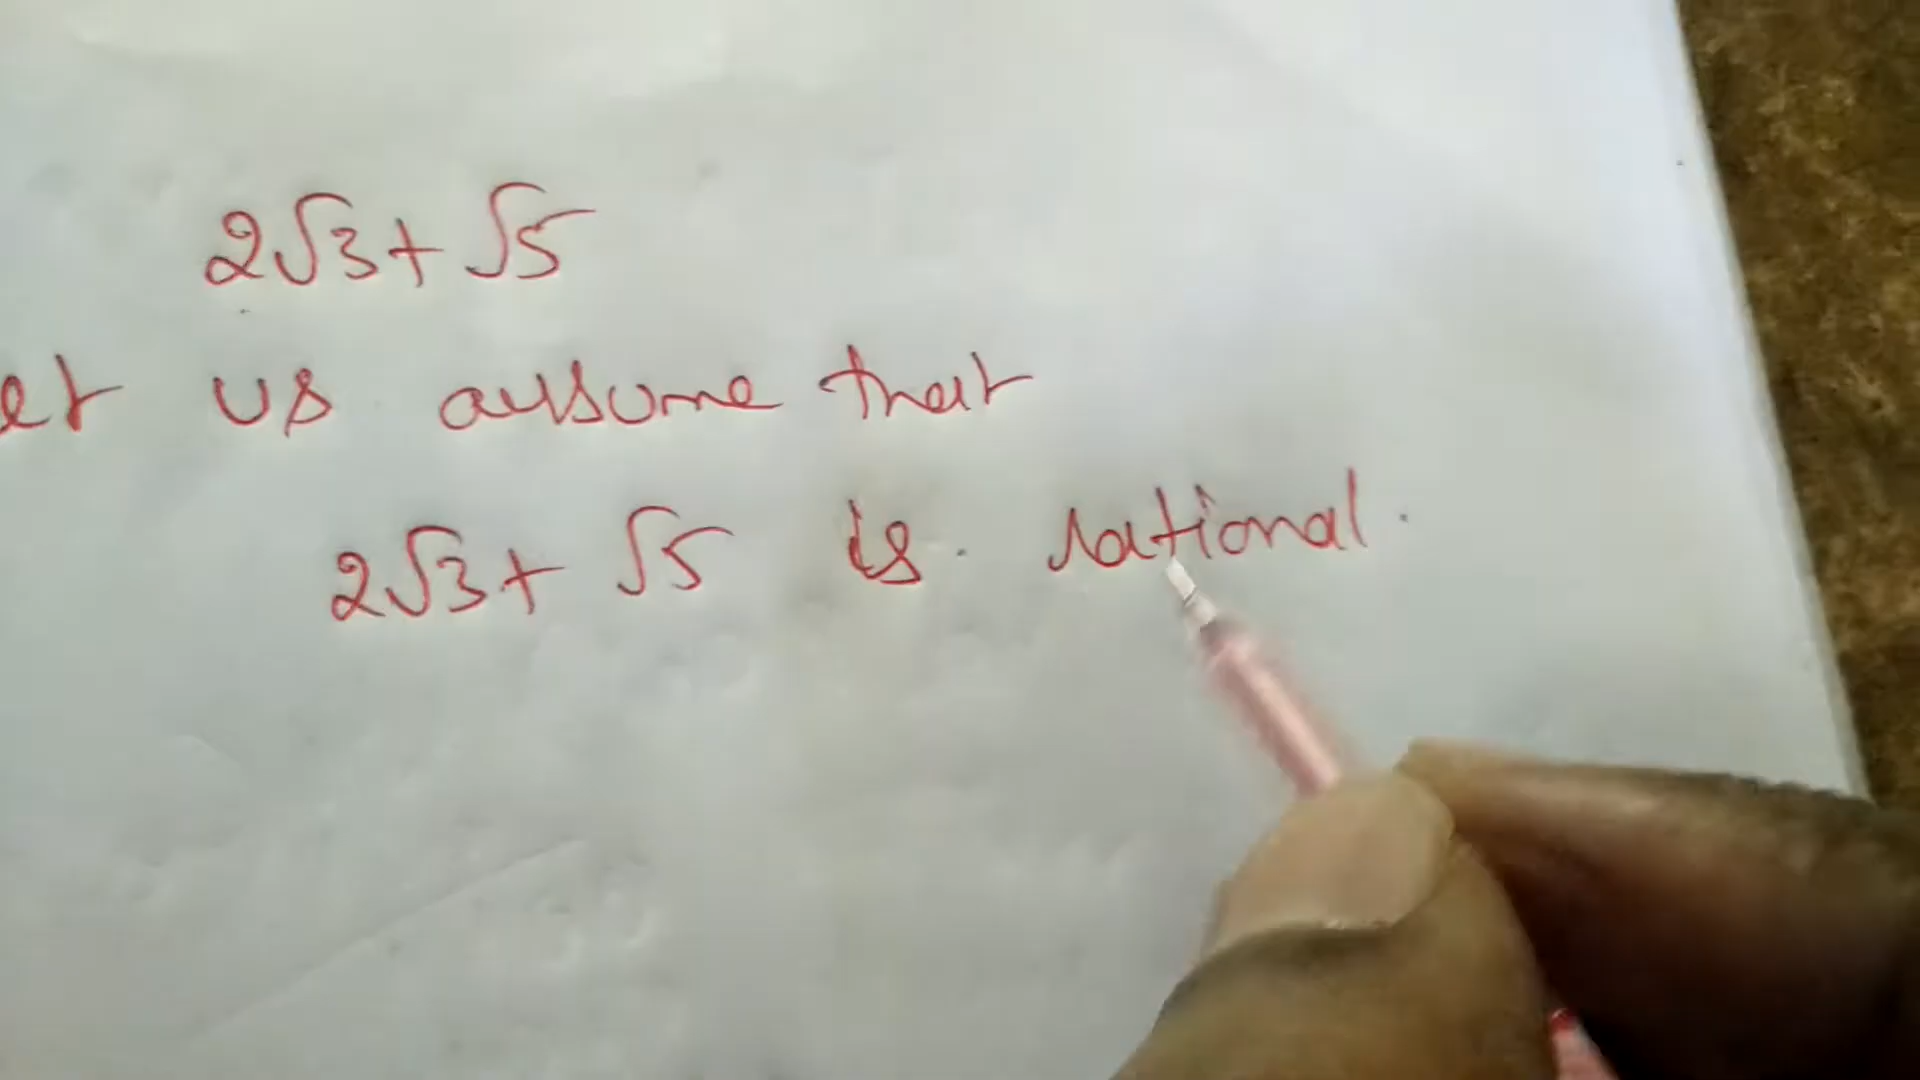 2√3+√5
et us assume that
2√3+ √5 is rational.